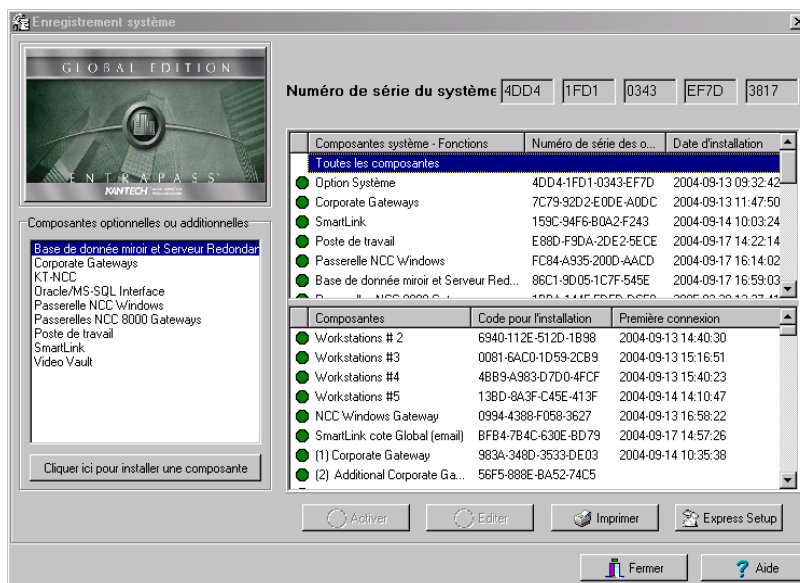 Enregistrement système
GLOBAL EDITION
ENTRAPASS
KANTECH
Numéro de série du système 4DD4 1FD1 0343 EF7D 3817
Composantes optionnelles ou additionnelles
Base de donnée miroir et Serveur Redondar
Corporate Gateways
KT-NCC
Oracle/MS-SQL Interface
Passerelle NCC Windows
Passerelles NCC 8000 Gateways
Poste de travail
SmartLink
Video Vault
Cliquer ici pour installer une composante
Composantes système - Fonctions Numéro de série des o... Date d'installation
Toutes les composantes
Option Système 4DD4-1FD1-0343-EF7D 2004-09-13 09:32:42
Corporate Gateways 7C79-92D2-E0DE-A0DC 2004-09-13 11:47:50
SmartLink 159C-94F6-B0A2-F243 2004-09-14 10:03:24
Poste de travail E88D-F9DA-2DE2-5ECE 2004-09-17 14:22:14
Passerelle NCC Windows FC84-A935-200D-AACD 2004-09-17 16:14:02
Base de donnée miroir et Serveur Red... 86C1-9D05-1C7F-545E 2004-09-17 16:59:03
Composantes Code pour l'installation Première connexion
Workstations # 2 6940-112E-512D-1B98 2004-09-13 14:40:30
Workstations #3 0081-6AC0-1D59-2CB9 2004-09-13 15:16:51
Workstations #4 4BB9-A983-D7D0-4FCF 2004-09-13 15:40:23
Workstations #5 13BD-8A3F-C45E-413F 2004-09-14 14:10:47
NCC Windows Gateway 0994-4388-F058-3627 2004-09-13 16:58:22
SmartLink cote Global (email) BFB4-7B4C-630E-BD79 2004-09-17 14:57:26
(1) Corporate Gateway 983A-348D-3533-DE03 2004-09-14 10:35:38
(2) Additional Corporate Ga... 56F5-888E-BA52-74C5
Activer Editer Imprimer Express Setup
Fermer Aide